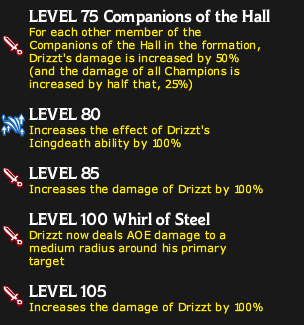 LEVEL 75 Companions of the Hall
For each other member of the
Companions of the Hall in the formation,
Drizzt's damage is increased by 50%
(and the damage of all Champions is
increased by half that, 25%)
LEVEL 80
Increases the effect of Drizzt's
Icingdeath ability by 100%
LEVEL 85
Increases the damage of Drizzt by 100%
LEVEL 100 Whirl of Steel
Drizzt now deals AOE damage to a
medium radius around his primary
target
LEVEL 105
Increases the damage of Drizzt by 100%